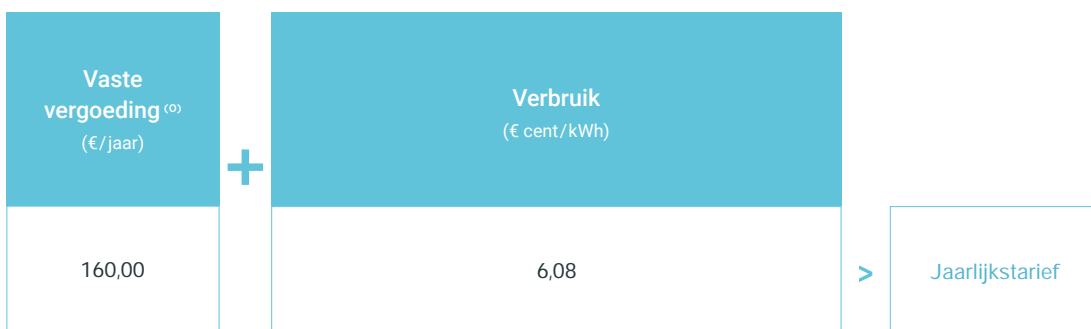 Vaste
vergoeding (O)
(€/jaar)
+
Verbruik
(€ cent/kWh)
160,00
6,08
>
Jaarlijkstarief